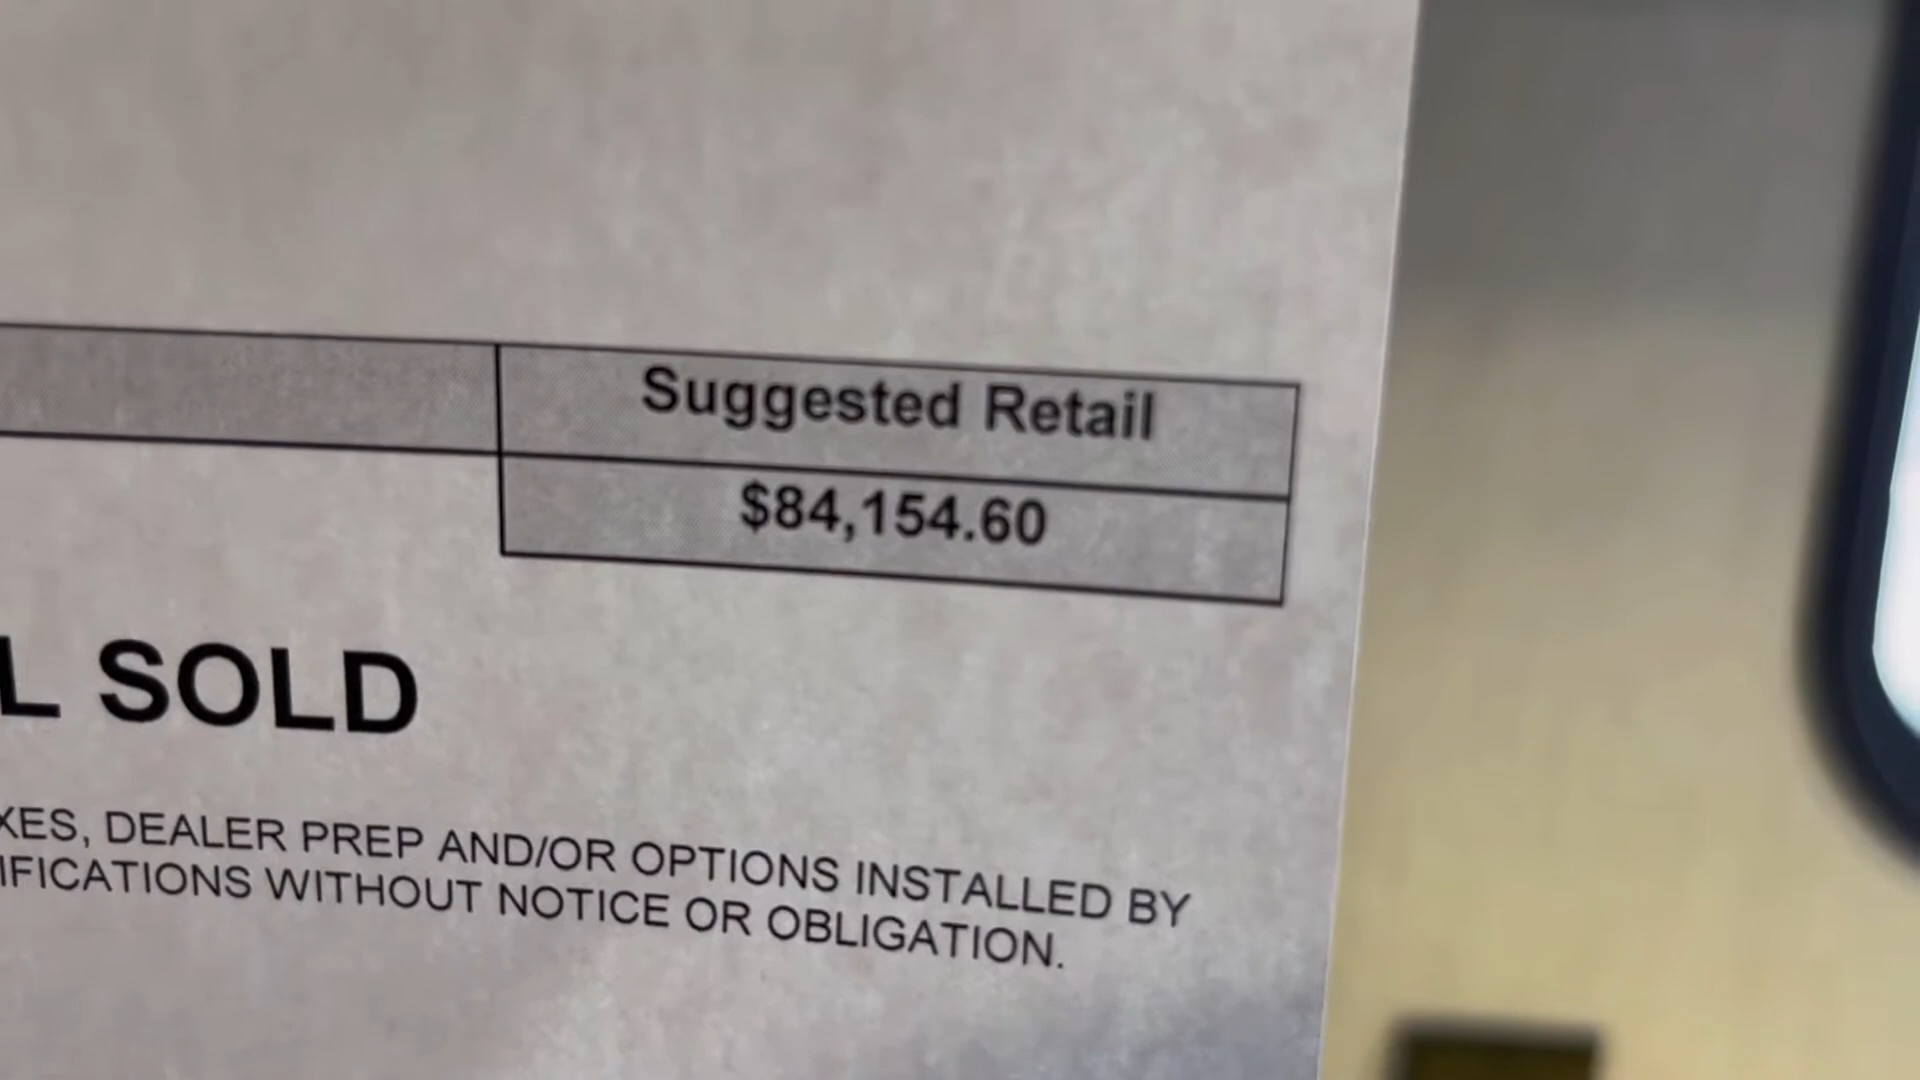 Suggested Retail
$84,154.60
L SOLD
XES, DEALER PREP AND/OR OPTIONS INSTALLED BY
IFICATIONS WITHOUT NOTICE OR OBLIGATION.